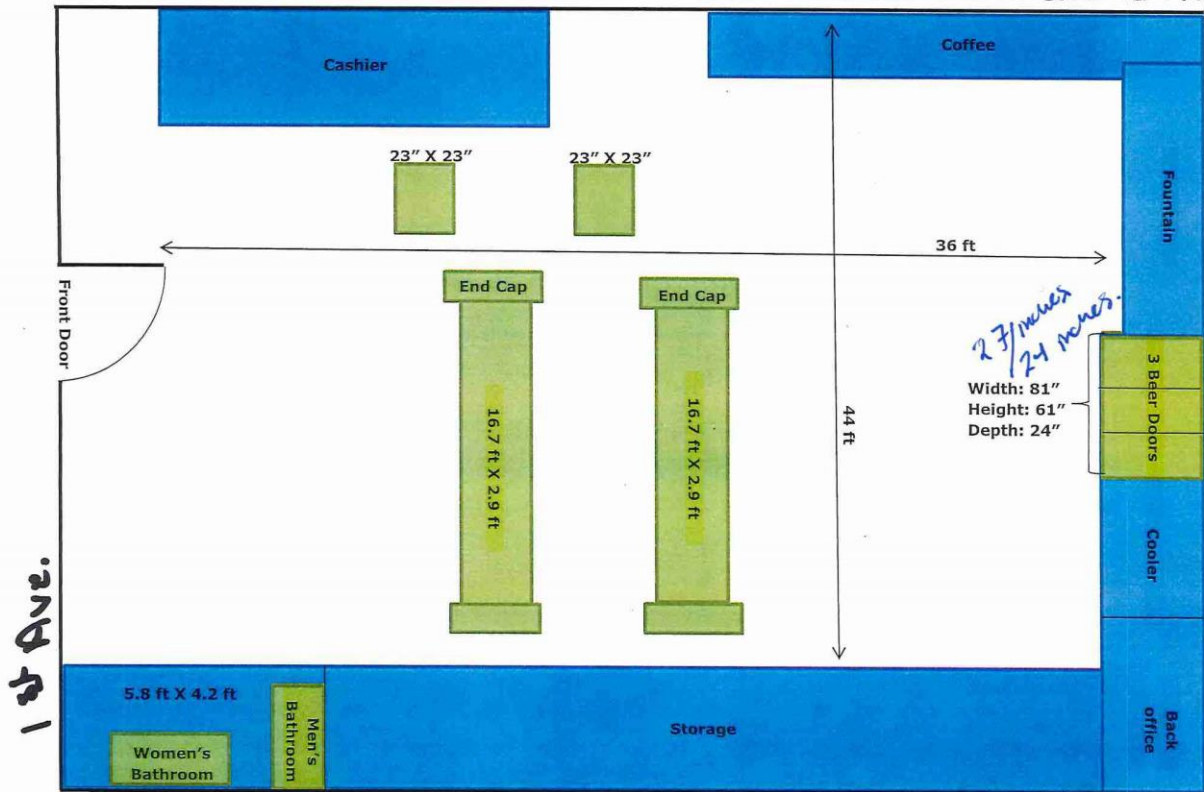 Coffee
Cashier
23” X 23”
23” X 23”
Fountain
36 ft
Front Door
End Cap
End Cap
27 inches
24 inches.
Width: 81”
Height: 61”
Depth: 24”
3 Beer Doors
16.7 ft X 2.9 ft
16.7 ft X 2.9 ft
44 ft
Cooler
1st Ave.
5.8 ft X 4.2 ft
Men’s
Bathroom
Women’s
Bathroom
Storage
Back
office